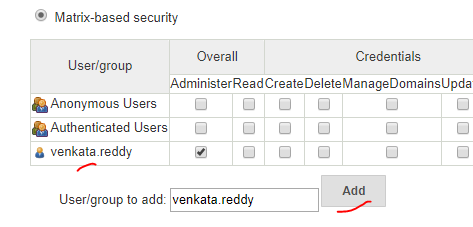 Matrix-based security
User/group Overall Credentials
Administer Read Create Delete ManageDomains Updat
Anonymous Users
Authenticated Users
venkata.reddy
User/group to add: venkata.reddy Add